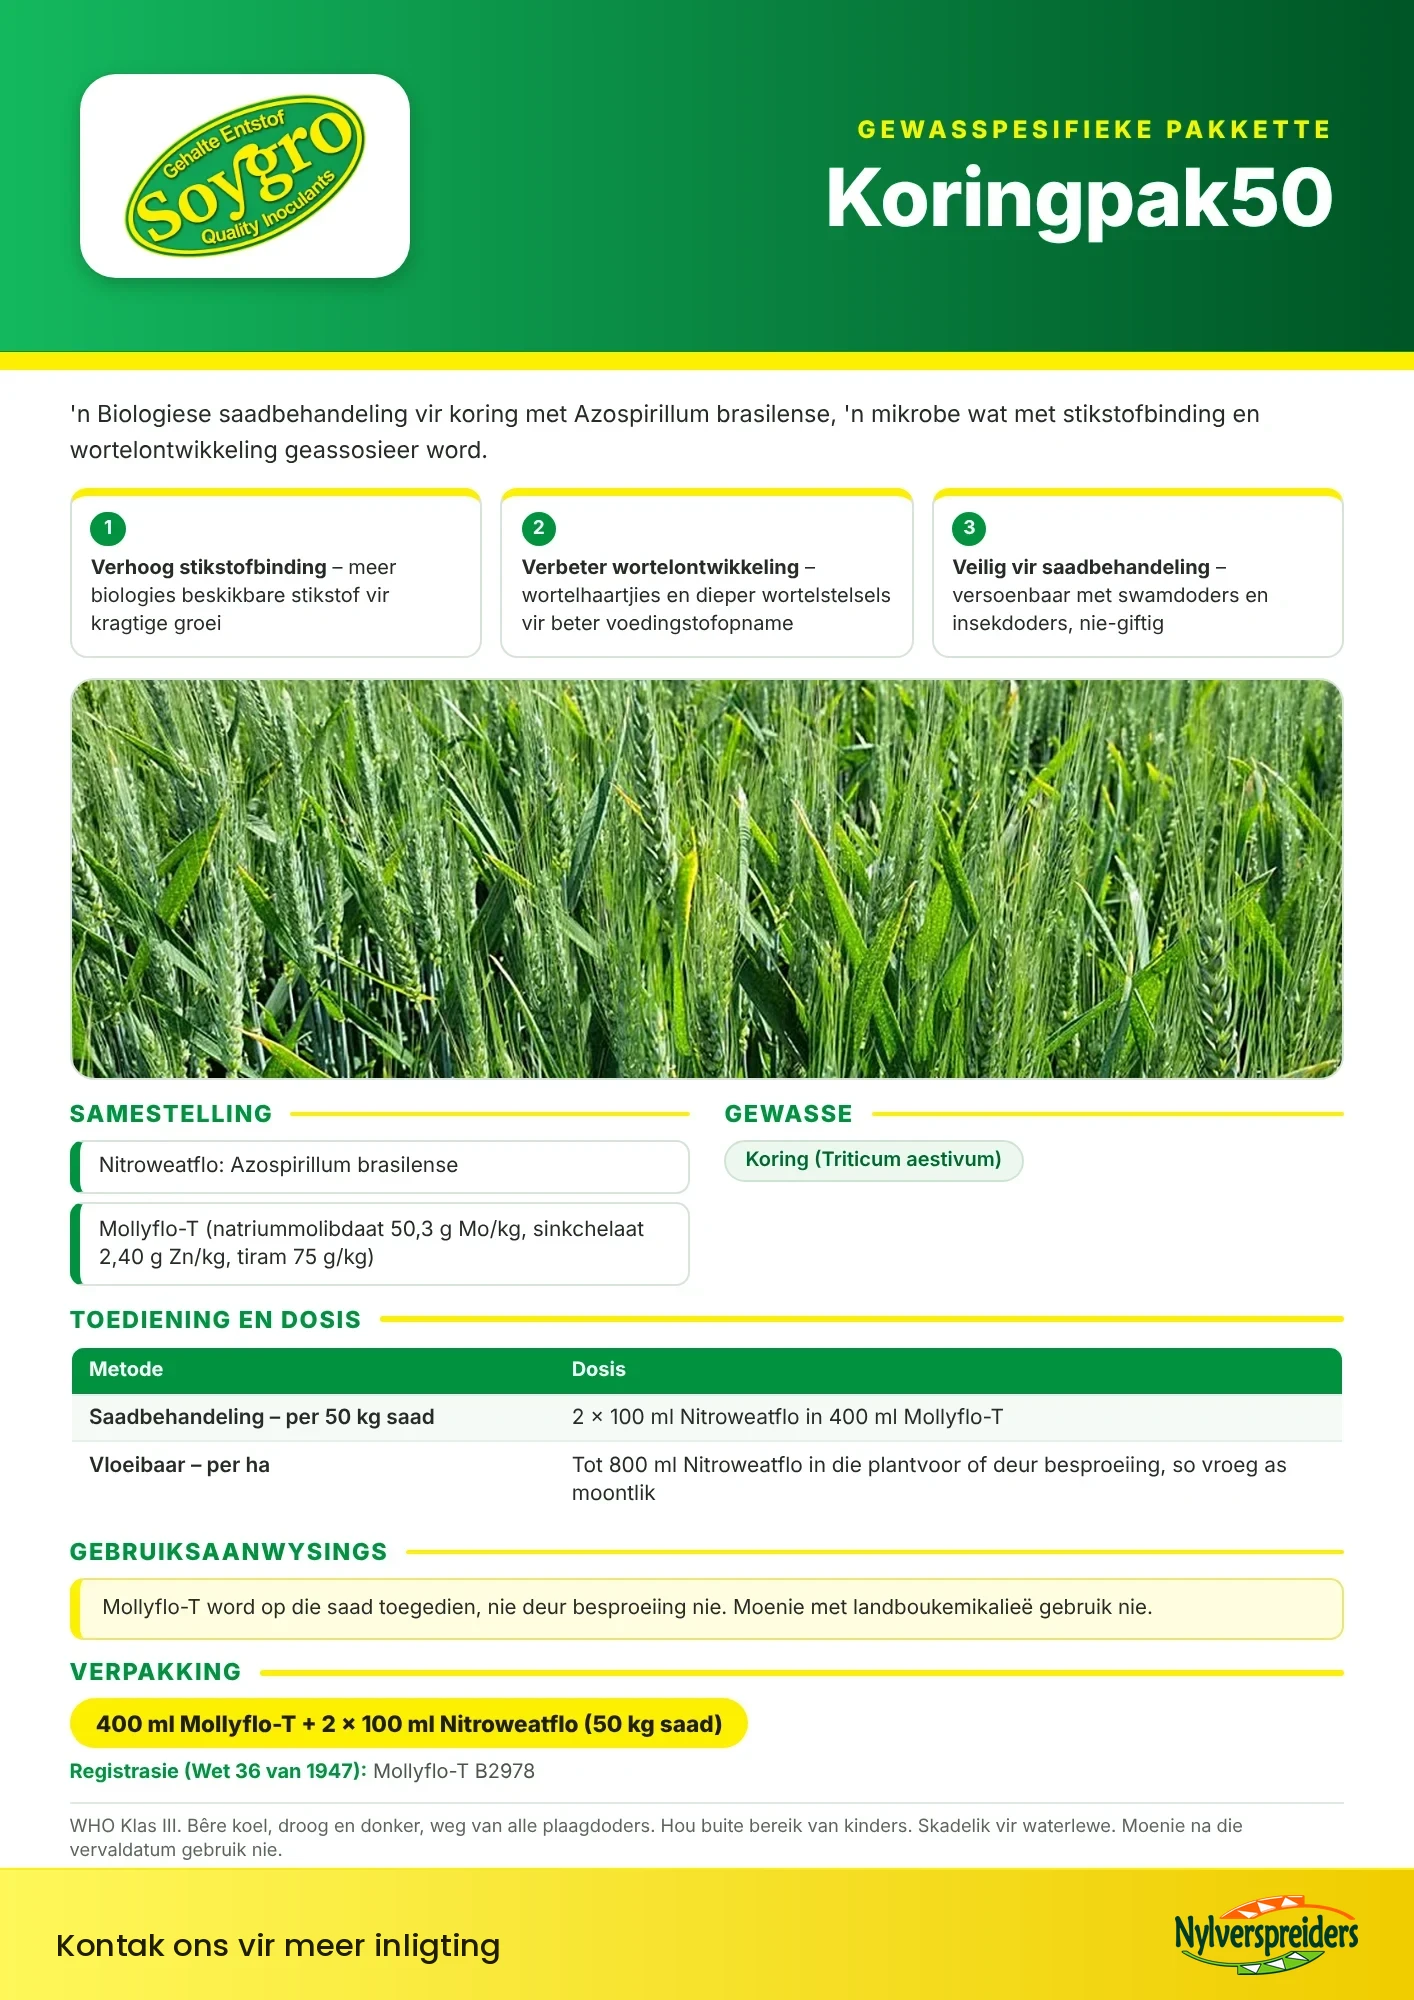 Gehalte Entstof
Soygro
Quality Inoculants
GEWASSPESIFIEKE PAKKETTE
Koringpak50
'n Biologiese saadbehandeling vir koring met Azospirillum brasilense, 'n mikrobe wat met stikstofbinding en
wortelontwikkeling geassosieer word.
1
Verhoog stikstofbinding – meer
biologies beskikbare stikstof vir
kragtige groei
2
Verbeter wortelontwikkeling –
wortelhaartjies en dieper wortelstelsels
vir beter voedingstofopname
3
Veilig vir saadbehandeling –
versoenbaar met swamdoders en
insekdoders, nie-giftig
SAMESTELLING
Nitroweatflo: Azospirillum brasilense
Mollyflo-T (natriummolibdaat 50,3 g Mo/kg, sinkchelaat
2,40 g Zn/kg, tiram 75 g/kg)
GEWASSE
Koring (Triticum aestivum)
TOEDIENING EN DOSIS
Metode Dosis
Saadbehandeling – per 50 kg saad 2 × 100 ml Nitroweatflo in 400 ml Mollyflo-T
Vloeibaar – per ha Tot 800 ml Nitroweatflo in die plantvoor of deur besproeiing, so vroeg as
moontlik
GEBRUIKSAANWYSINGS
Mollyflo-T word op die saad toegedien, nie deur besproeiing nie. Moenie met landboukemikalieë gebruik nie.
VERPAKKING
400 ml Mollyflo-T + 2 × 100 ml Nitroweatflo (50 kg saad)
Registrasie (Wet 36 van 1947): Mollyflo-T B2978
WHO Klas III. Bêre koel, droog en donker, weg van alle plaagdoders. Hou buite bereik van kinders. Skadelik vir waterlewe. Moenie na die
vervaldatum gebruik nie.
Kontak ons vir meer inligting
Nylverspreiders